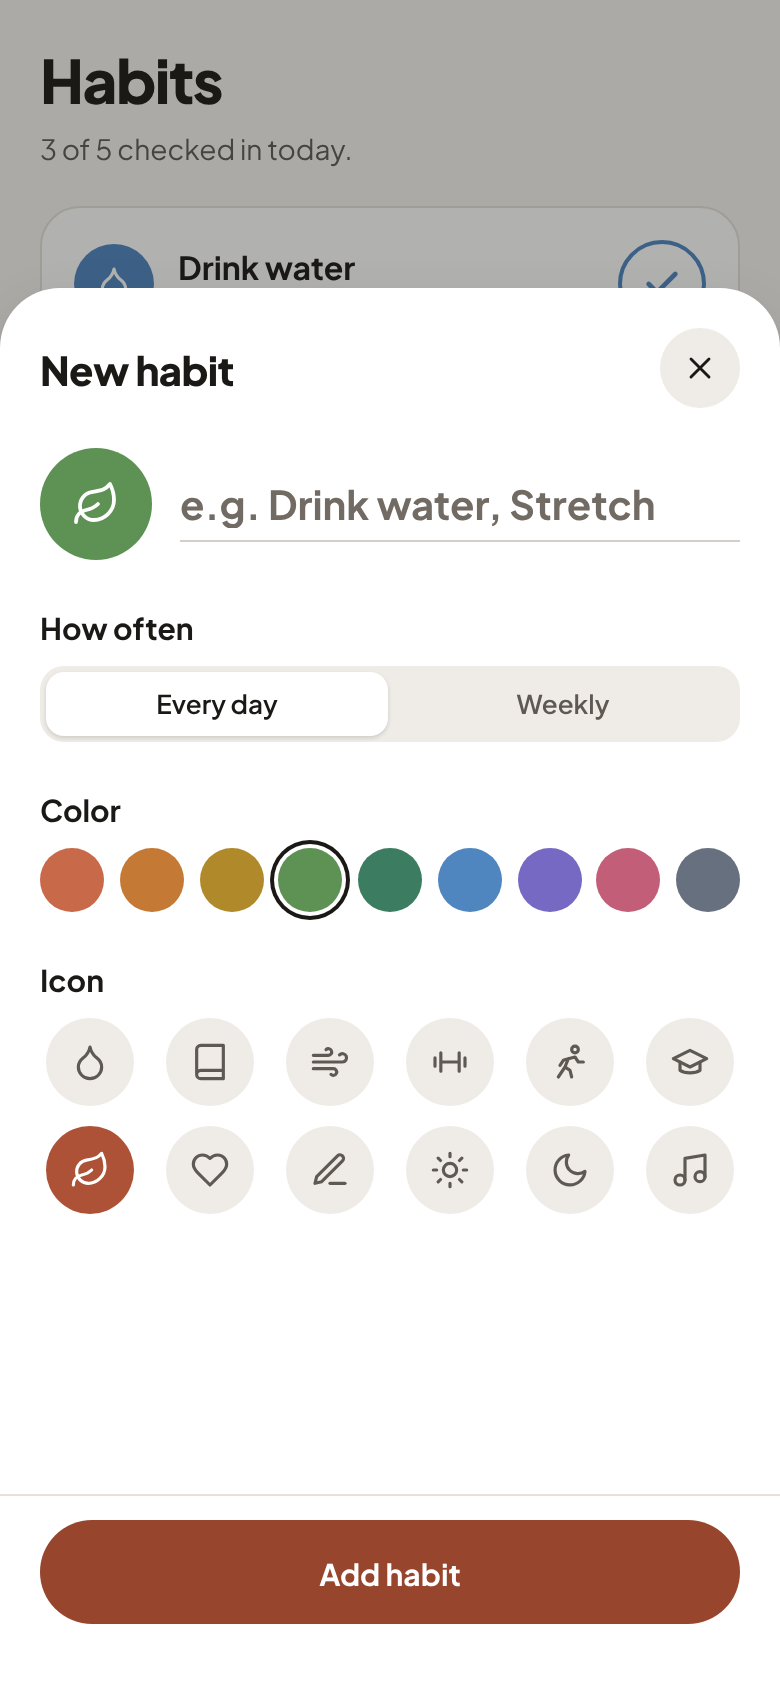 Habits
3 of 5 checked in today.
Drink water
New habit
e.g. Drink water, Stretch
How often
Every day
Weekly
Color
Icon
Add habit